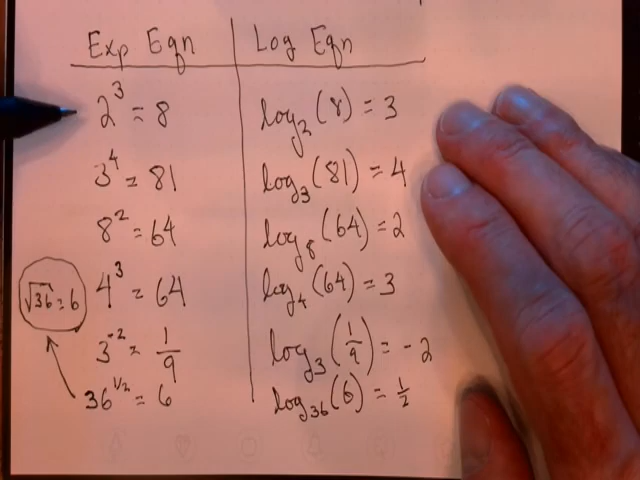 Exp Eqn | Log Eqn
2³ = 8 | log₂(8) = 3
3⁴ = 81 | log₃(81) = 4
8² = 64 | log₈(64) = 2
√36 = 6 4³ = 64 | log₄(64) = 3
3⁻² = 1/9 | log₃(1/9) = -2
36^1/2 = 6 | log₃₆(6) = 1/2